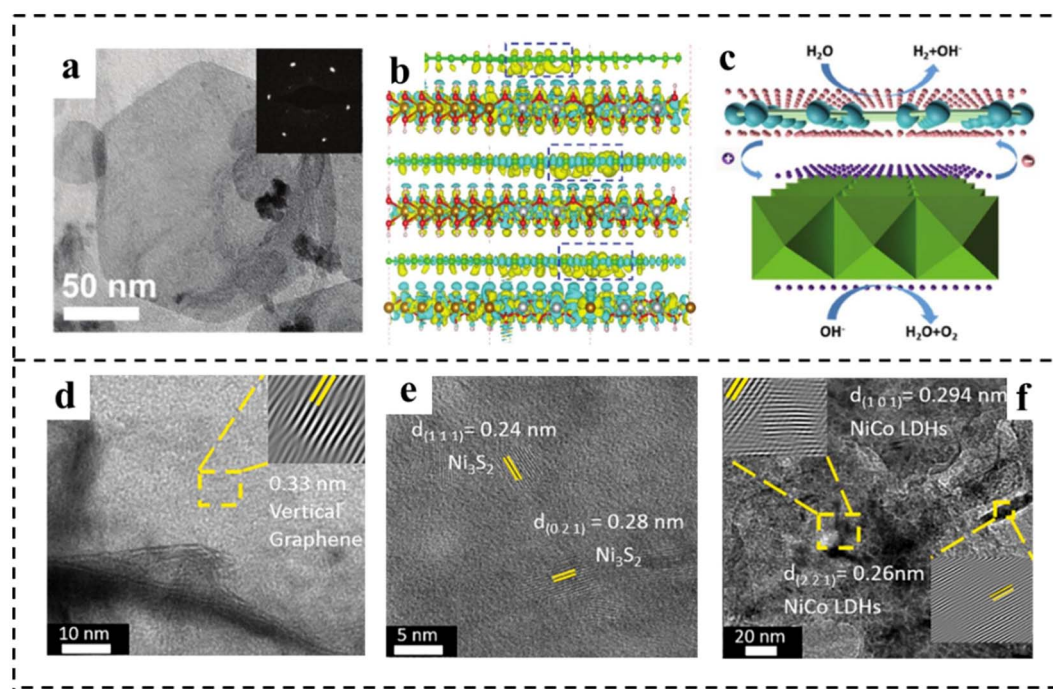 a
50 nm
b
c
H₂O
H₂+OH⁻
+
-
OH⁻
H₂O+O₂
d
0.33 nm
Vertical
Graphene
10 nm
e
d(1 1 1)= 0.24 nm
Ni₃S₂
d(0 2 1) = 0.28 nm
Ni₃S₂
5 nm
f
d(1 0 1)= 0.294 nm
NiCo LDHs
d(2 2 1)= 0.26nm
NiCo LDHs
20 nm